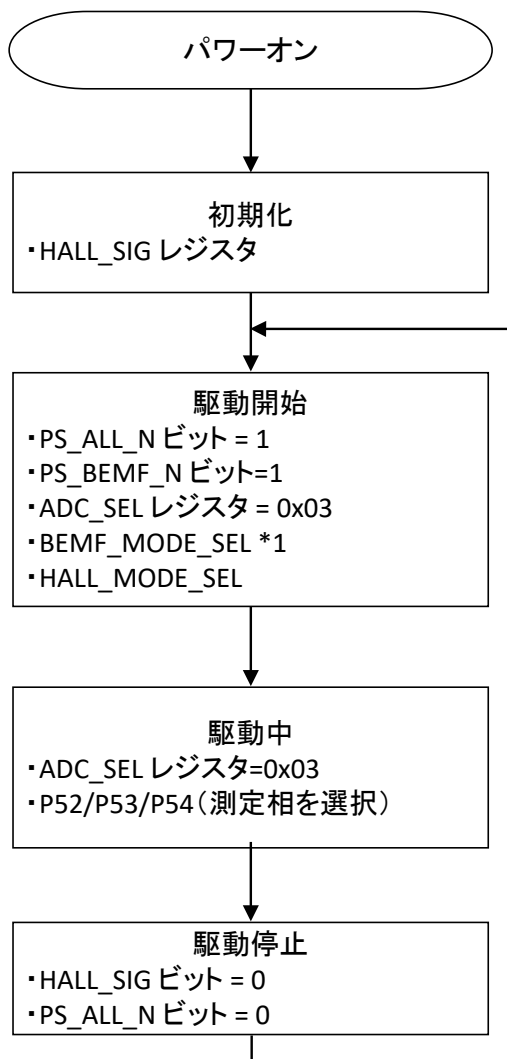 パワーオン
初期化
・HALL_SIG レジスタ
駆動開始
・PS_ALL_N ビット = 1
・PS_BEMF_N ビット=1
・ADC_SEL レジスタ = 0x03
・BEMF_MODE_SEL *1
・HALL_MODE_SEL
駆動中
・ADC_SEL レジスタ=0x03
・P52/P53/P54(測定相を選択)
駆動停止
・HALL_SIG ビット = 0
・PS_ALL_N ビット = 0